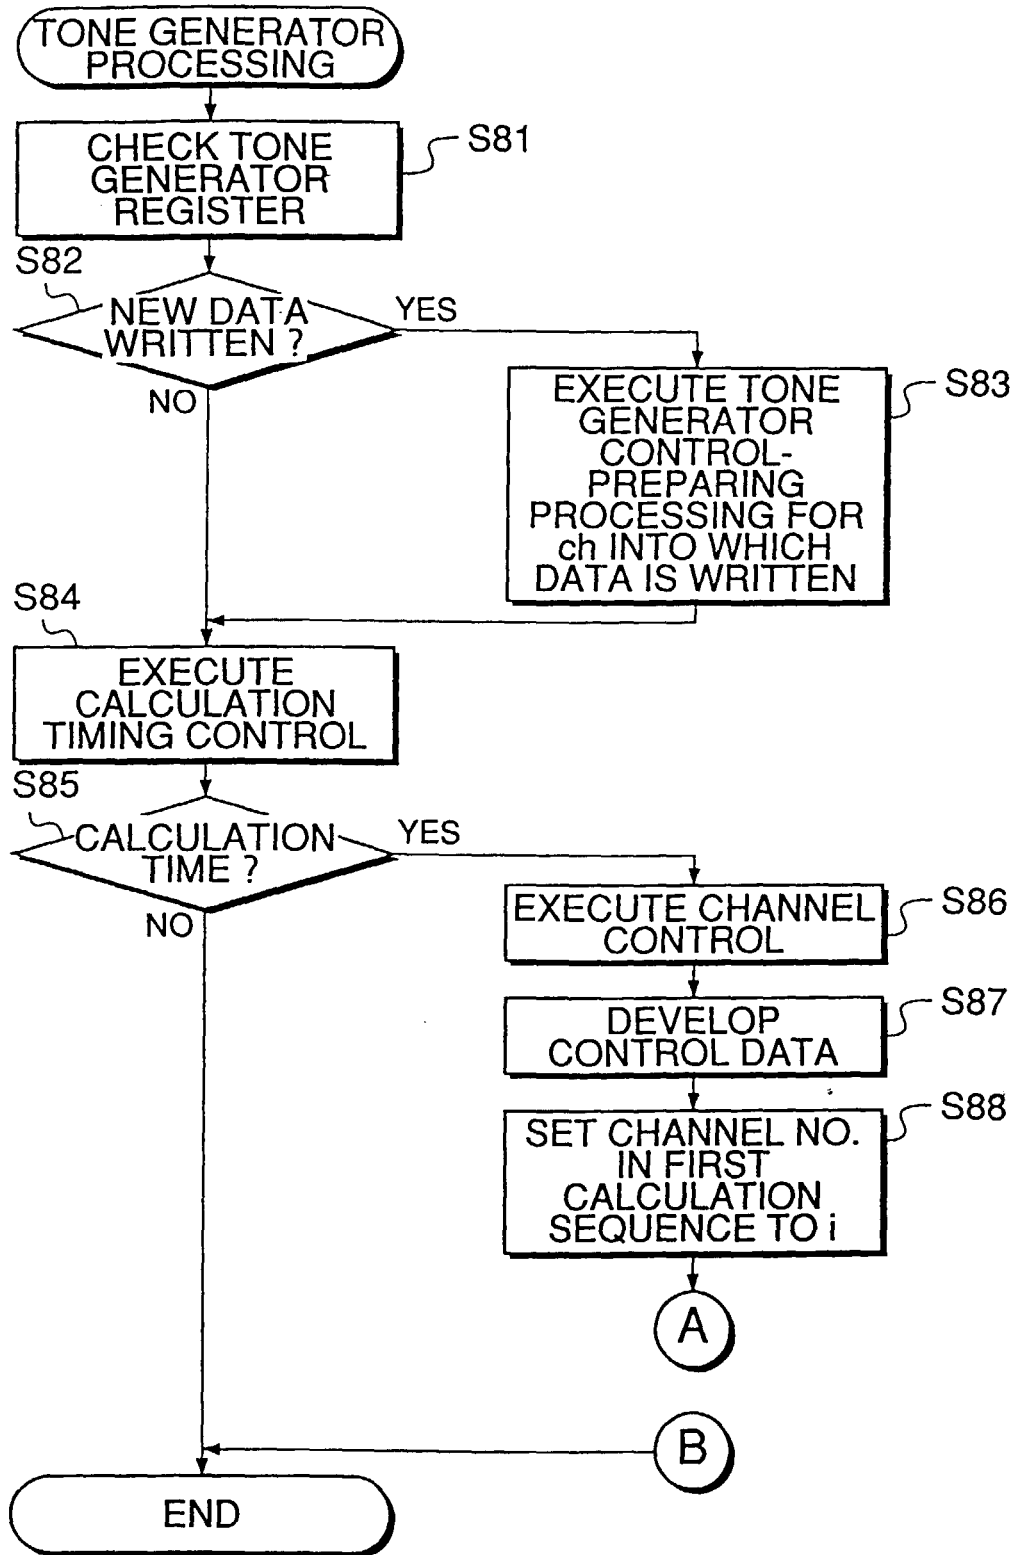 TONE GENERATOR
PROCESSING
CHECK TONE
GENERATOR
REGISTER
S81
S82
NEW DATA
WRITTEN ?
YES
NO
EXECUTE TONE
GENERATOR
CONTROL-
PREPARING
PROCESSING FOR
ch INTO WHICH
DATA IS WRITTEN
S83
S84
EXECUTE
CALCULATION
TIMING CONTROL
S85
CALCULATION
TIME ?
YES
NO
EXECUTE CHANNEL
CONTROL
S86
DEVELOP
CONTROL DATA
S87
SET CHANNEL NO.
IN FIRST
CALCULATION
SEQUENCE TO i
S88
A
B
END